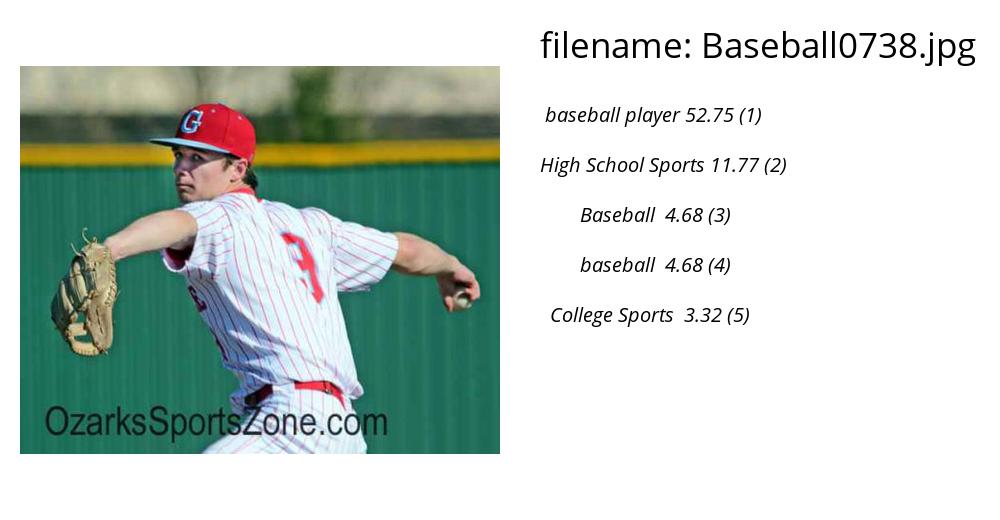 filename: Baseball0738.jpg
baseball player 52.75 (1)
High School Sports 11.77 (2)
Baseball 4.68 (3)
baseball 4.68 (4)
College Sports 3.32 (5)
G
3
OzarksSportsZone.com